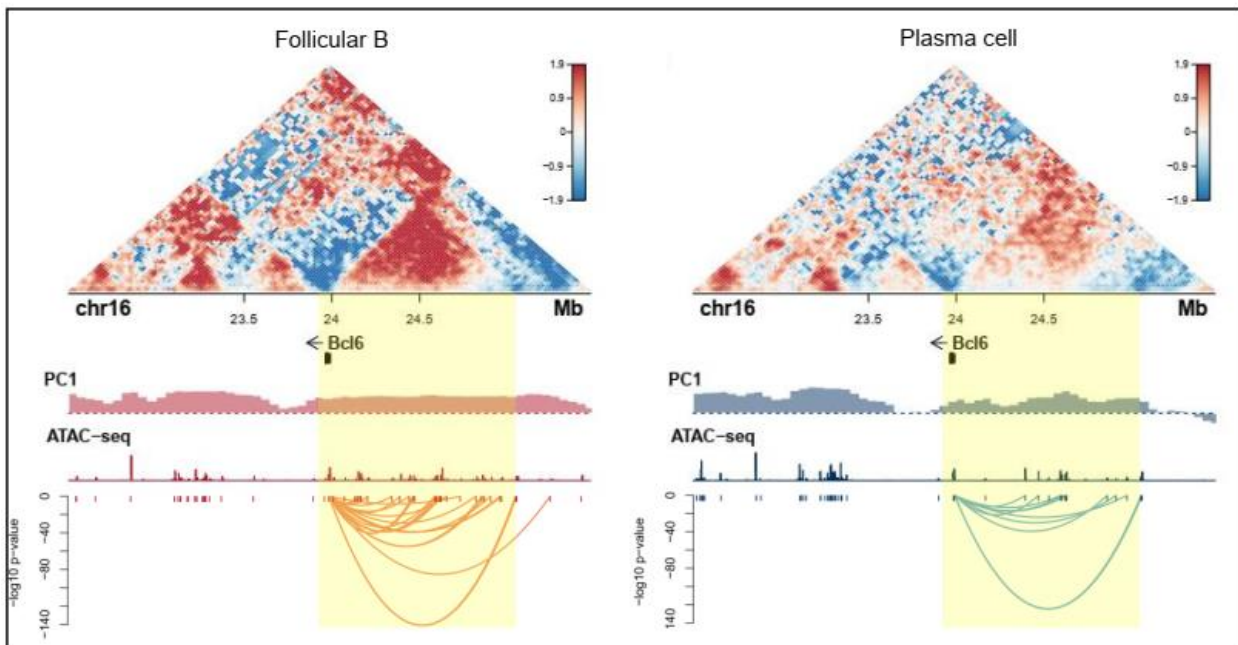 Follicular B
1.9
0.9
0
−0.9
−1.9
chr16
23.5
24
24.5
Mb
← Bcl6
PC1
ATAC−seq
0
−40
−80
−140
−log10 p−value
Plasma cell
1.9
0.9
0
−0.9
−1.9
chr16
23.5
24
24.5
Mb
← Bcl6
PC1
ATAC−seq
0
−40
−80
140
−log10 p−value